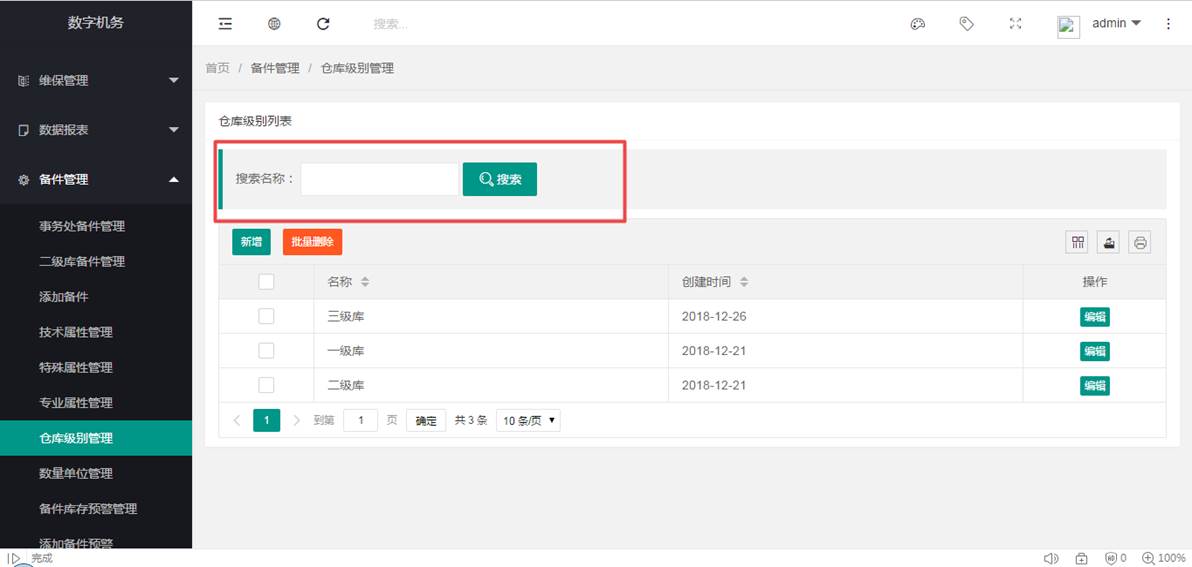 数字机务
搜索...
admin
维保管理
数据报表
备件管理
事务处备件管理
二级库备件管理
添加备件
技术属性管理
特殊属性管理
专业属性管理
仓库级别管理
数量单位管理
备件库存预警管理
添加备件预警
首页 / 备件管理 / 仓库级别管理
仓库级别列表
搜索名称： 搜索
新增 批量删除
名称 创建时间 操作
三级库 2018-12-26 编辑
一级库 2018-12-21 编辑
二级库 2018-12-21 编辑
1 到第 1 页 确定 共 3 条 10 条/页
完成 0 100%